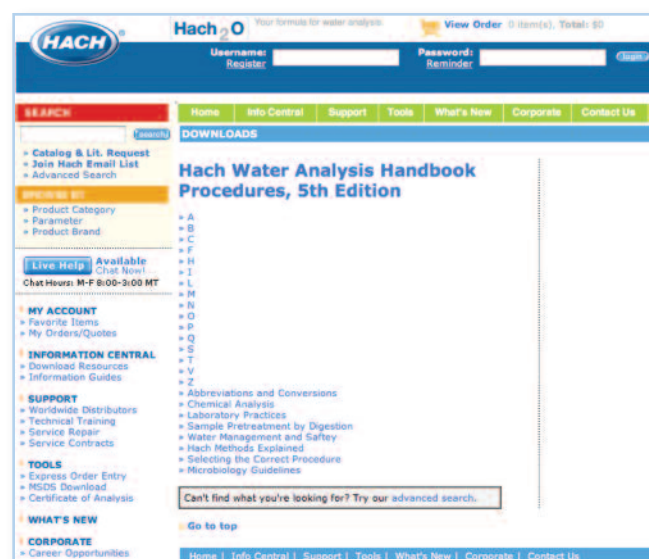 HACH®
Hach2O Your formula for water analysis
View Order 0 item(s), Total: $0
Username:
Register
Password:
Reminder
login
SEARCH
search
» Catalog & Lit. Request
» Join Hach Email List
» Advanced Search
» Product Category
» Parameter
» Product Brand
Live Help Available
Chat Now!
Chat Hours: M-F 8:00-3:00 MT
MY ACCOUNT
» Favorite Items
» My Orders/Quotes
INFORMATION CENTRAL
» Download Resources
» Information Guides
SUPPORT
» Worldwide Distributors
» Technical Training
» Service Repair
» Service Contracts
TOOLS
» Express Order Entry
» MSDS Download
» Certificate of Analysis
WHAT'S NEW
CORPORATE
» Career Opportunities
Home Info Central Support Tools What's New Corporate Contact Us
DOWNLOADS
Hach Water Analysis Handbook
Procedures, 5th Edition
» A
» B
» C
» F
» H
» I
» L
» M
» N
» O
» P
» Q
» S
» T
» V
» Z
» Abbreviations and Conversions
» Chemical Analysis
» Laboratory Practices
» Sample Pretreatment by Digestion
» Water Management and Saftey
» Hach Methods Explained
» Selecting the Correct Procedure
» Microbiology Guidelines
Can't find what you're looking for? Try our advanced search.
Go to top
Home | Info Central | Support | Tools | What's New | Corporate | Contact Us